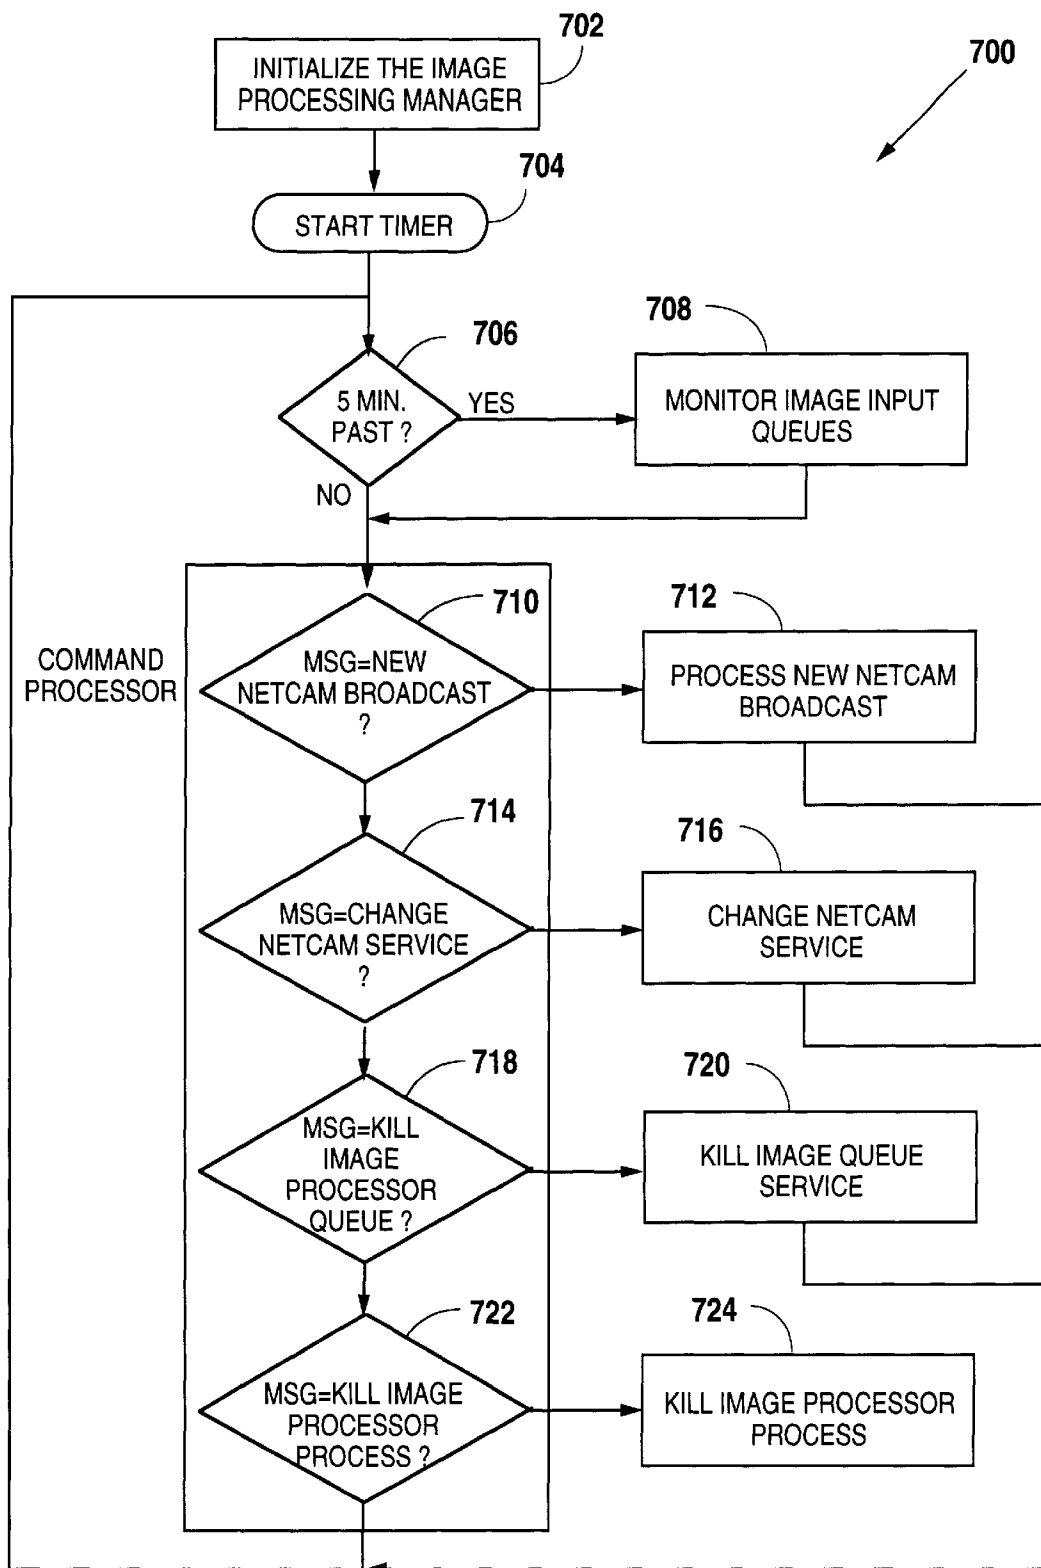 702
INITIALIZE THE IMAGE
PROCESSING MANAGER
700
704
START TIMER
706
708
5 MIN.
PAST ?
YES
MONITOR IMAGE INPUT
QUEUES
NO
710
712
COMMAND
PROCESSOR
MSG=NEW
NETCAM BROADCAST
?
PROCESS NEW NETCAM
BROADCAST
714
716
MSG=CHANGE
NETCAM SERVICE
?
CHANGE NETCAM
SERVICE
718
720
MSG=KILL
IMAGE
PROCESSOR
QUEUE ?
KILL IMAGE QUEUE
SERVICE
722
724
MSG=KILL IMAGE
PROCESSOR
PROCESS ?
KILL IMAGE PROCESSOR
PROCESS